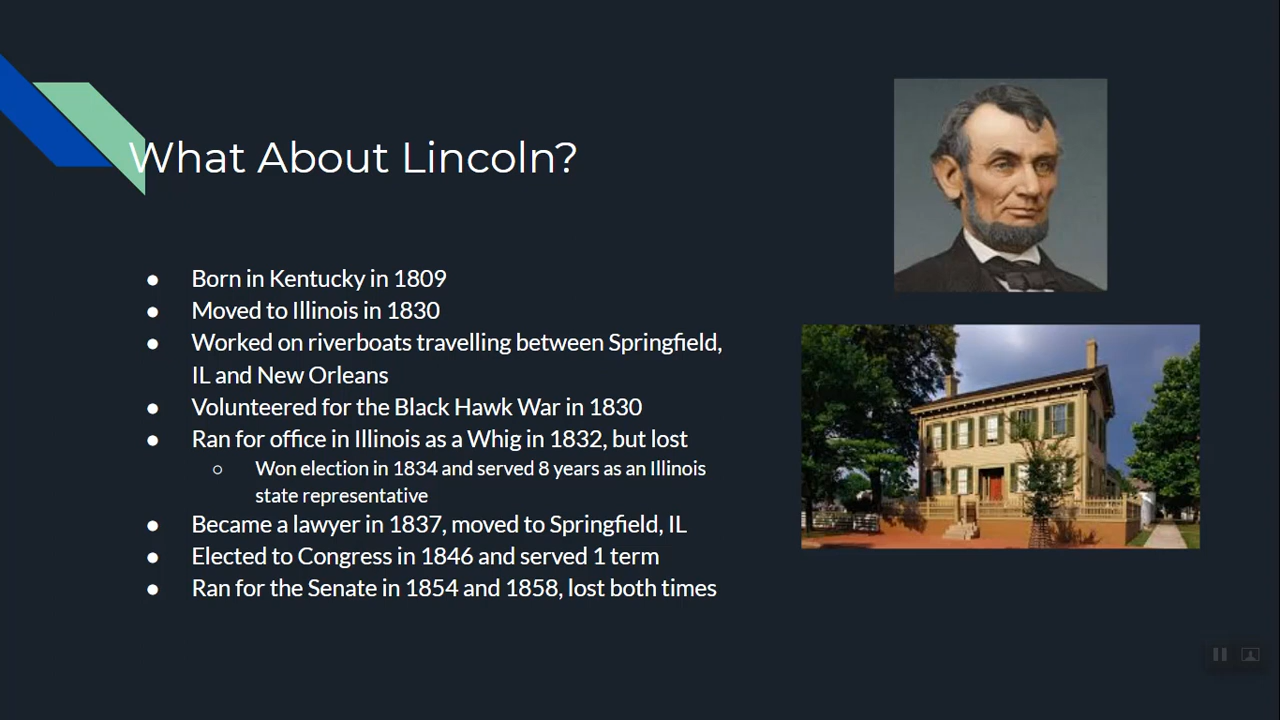 What About Lincoln?
● Born in Kentucky in 1809
● Moved to Illinois in 1830
● Worked on riverboats travelling between Springfield,
IL and New Orleans
● Volunteered for the Black Hawk War in 1830
● Ran for office in Illinois as a Whig in 1832, but lost
○ Won election in 1834 and served 8 years as an Illinois
state representative
● Became a lawyer in 1837, moved to Springfield, IL
● Elected to Congress in 1846 and served 1 term
● Ran for the Senate in 1854 and 1858, lost both times